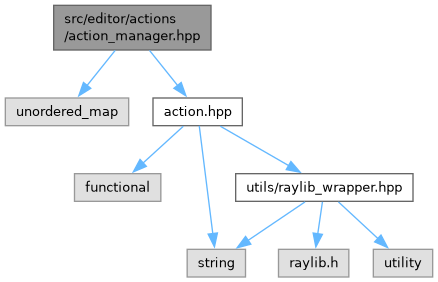 src/editor/actions
/action_manager.hpp
unordered_map
action.hpp
functional
utils/raylib_wrapper.hpp
string
raylib.h
utility